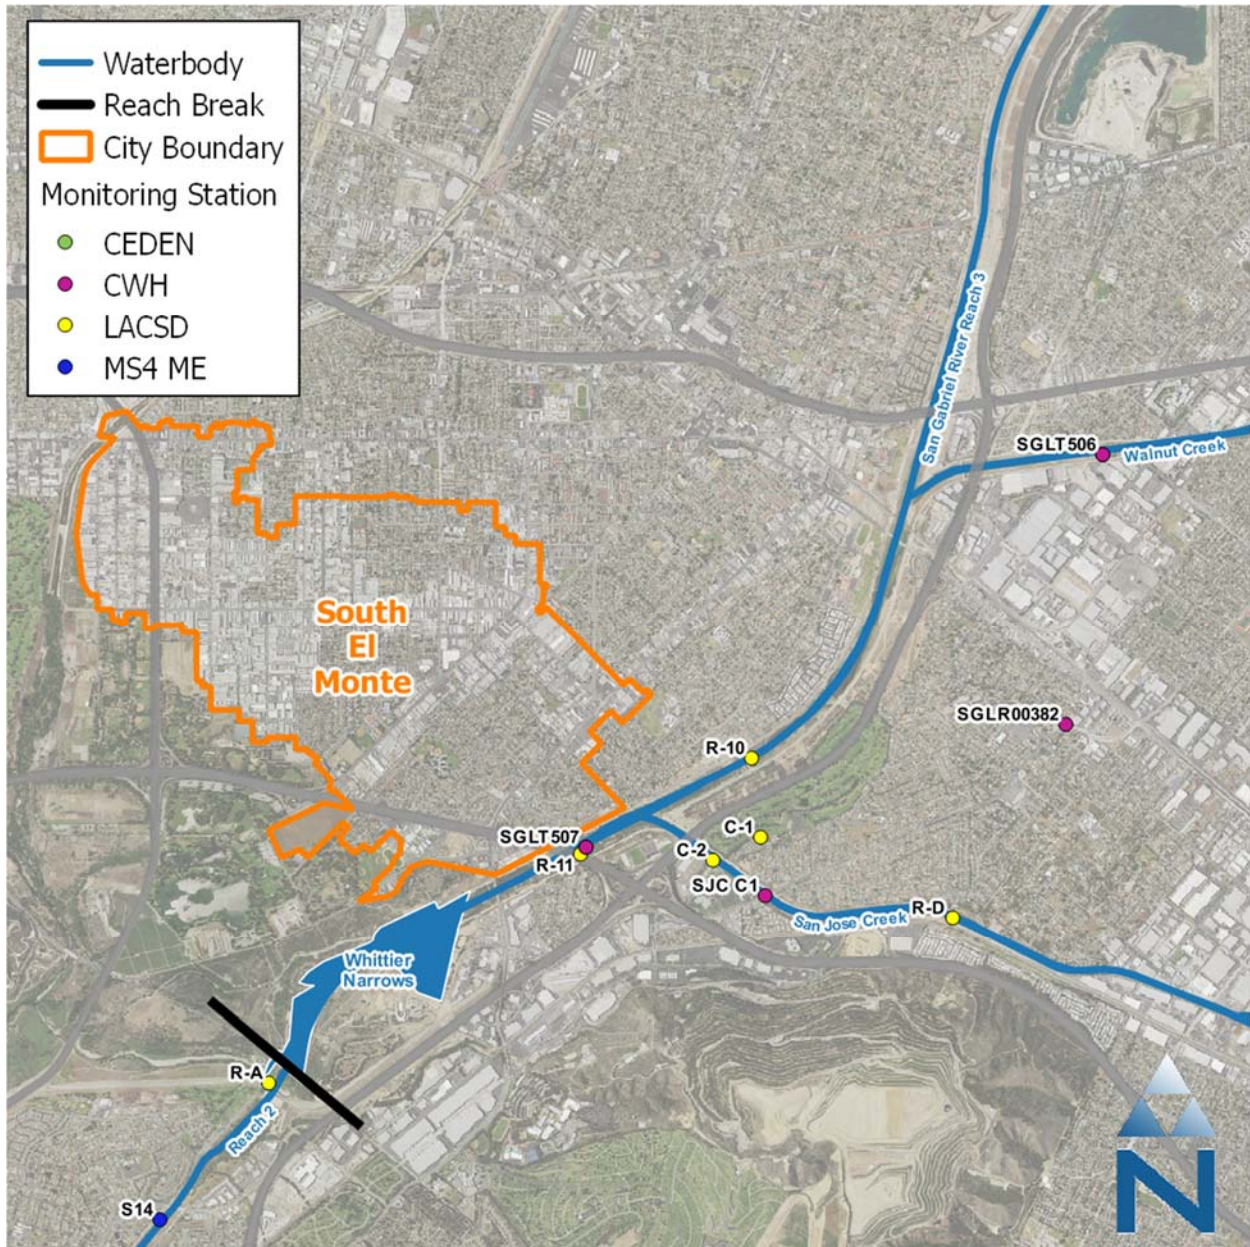 Waterbody
Reach Break
City Boundary
Monitoring Station
CEDEN
CWH
LACSD
MS4 ME
San Gabriel River Reach 3
SGLT506
Walnut Creek
South
El
Monte
SGLR00382
R-10
SGLT507
R-11
C-1
C-2
SJC C1
R-D
San Jose Creek
Whittier
Narrows
R-A
Reach 2
S14
N